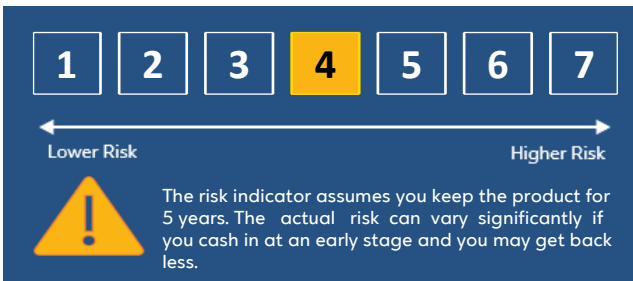 1 2 3 4 5 6 7
Lower Risk Higher Risk
!
The risk indicator assumes you keep the product for
5 years. The actual risk can vary significantly if
you cash in at an early stage and you may get back
less.